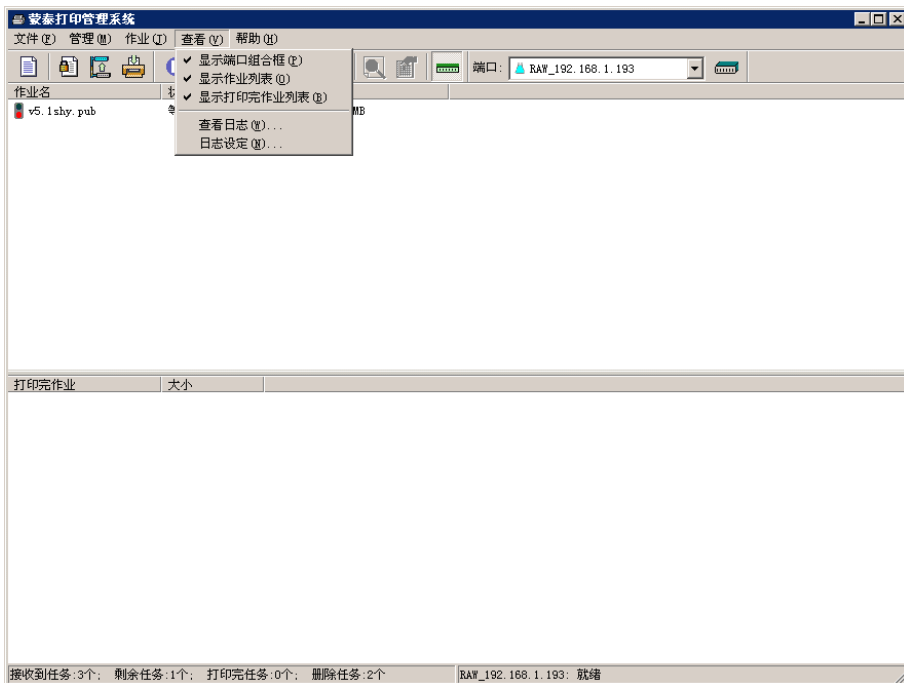 蒙泰打印管理系统
文件(F) 管理(M) 作业(J) 查看(V) 帮助(H)
显示端口组合框(P)
显示作业列表(O)
显示打印完作业列表(B)
查看日志(W)...
日志设定(N)...
端口: RAW_192.168.1.193
作业名
v5.1shy.pub MB
打印完作业 大小
接收到任务:3个; 剩余任务:1个; 打印完任务:0个; 删除任务:2个 RAW_192.168.1.193: 就绪